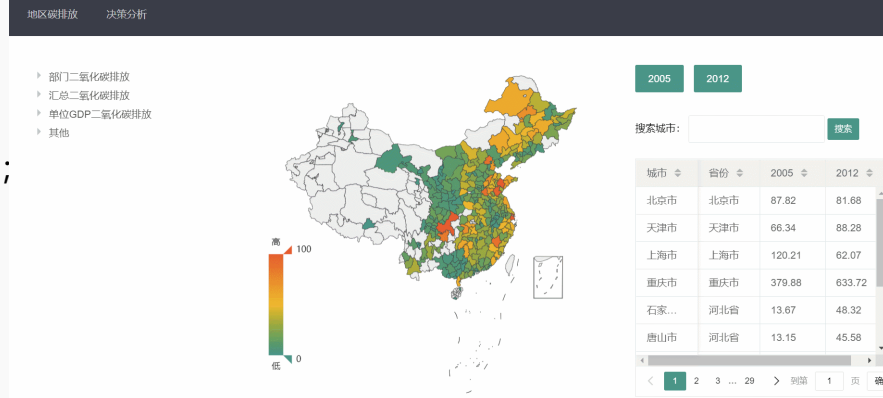 地区碳排放 决策分析
部门二氧化碳排放
汇总二氧化碳排放
单位GDP二氧化碳排放
其他
;
高
100
0
低
2005 2012
搜索城市: 搜索
城市 省份 2005 2012
北京市 北京市 87.82 81.68
天津市 天津市 66.34 88.28
上海市 上海市 120.21 62.07
重庆市 重庆市 379.88 633.72
石家... 河北省 13.67 48.32
唐山市 河北省 13.15 45.58
1 2 3 ... 29 到第 1 页 确